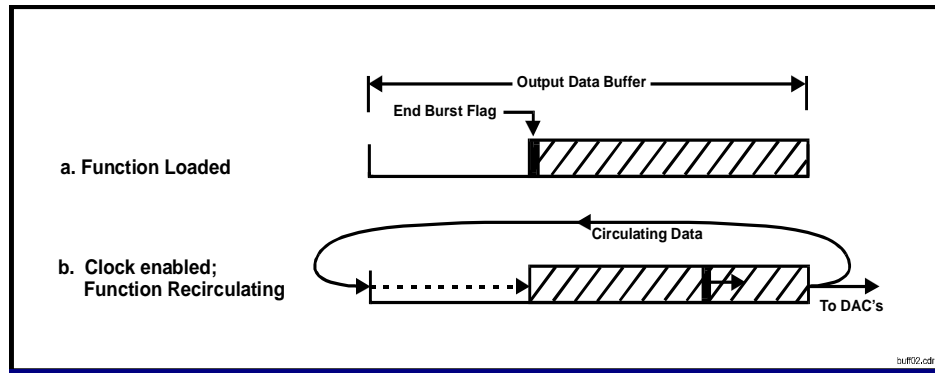 Output Data Buffer
End Burst Flag
a. Function Loaded
Circulating Data
b. Clock enabled;
Function Recirculating
To DAC's
buff02.cdr